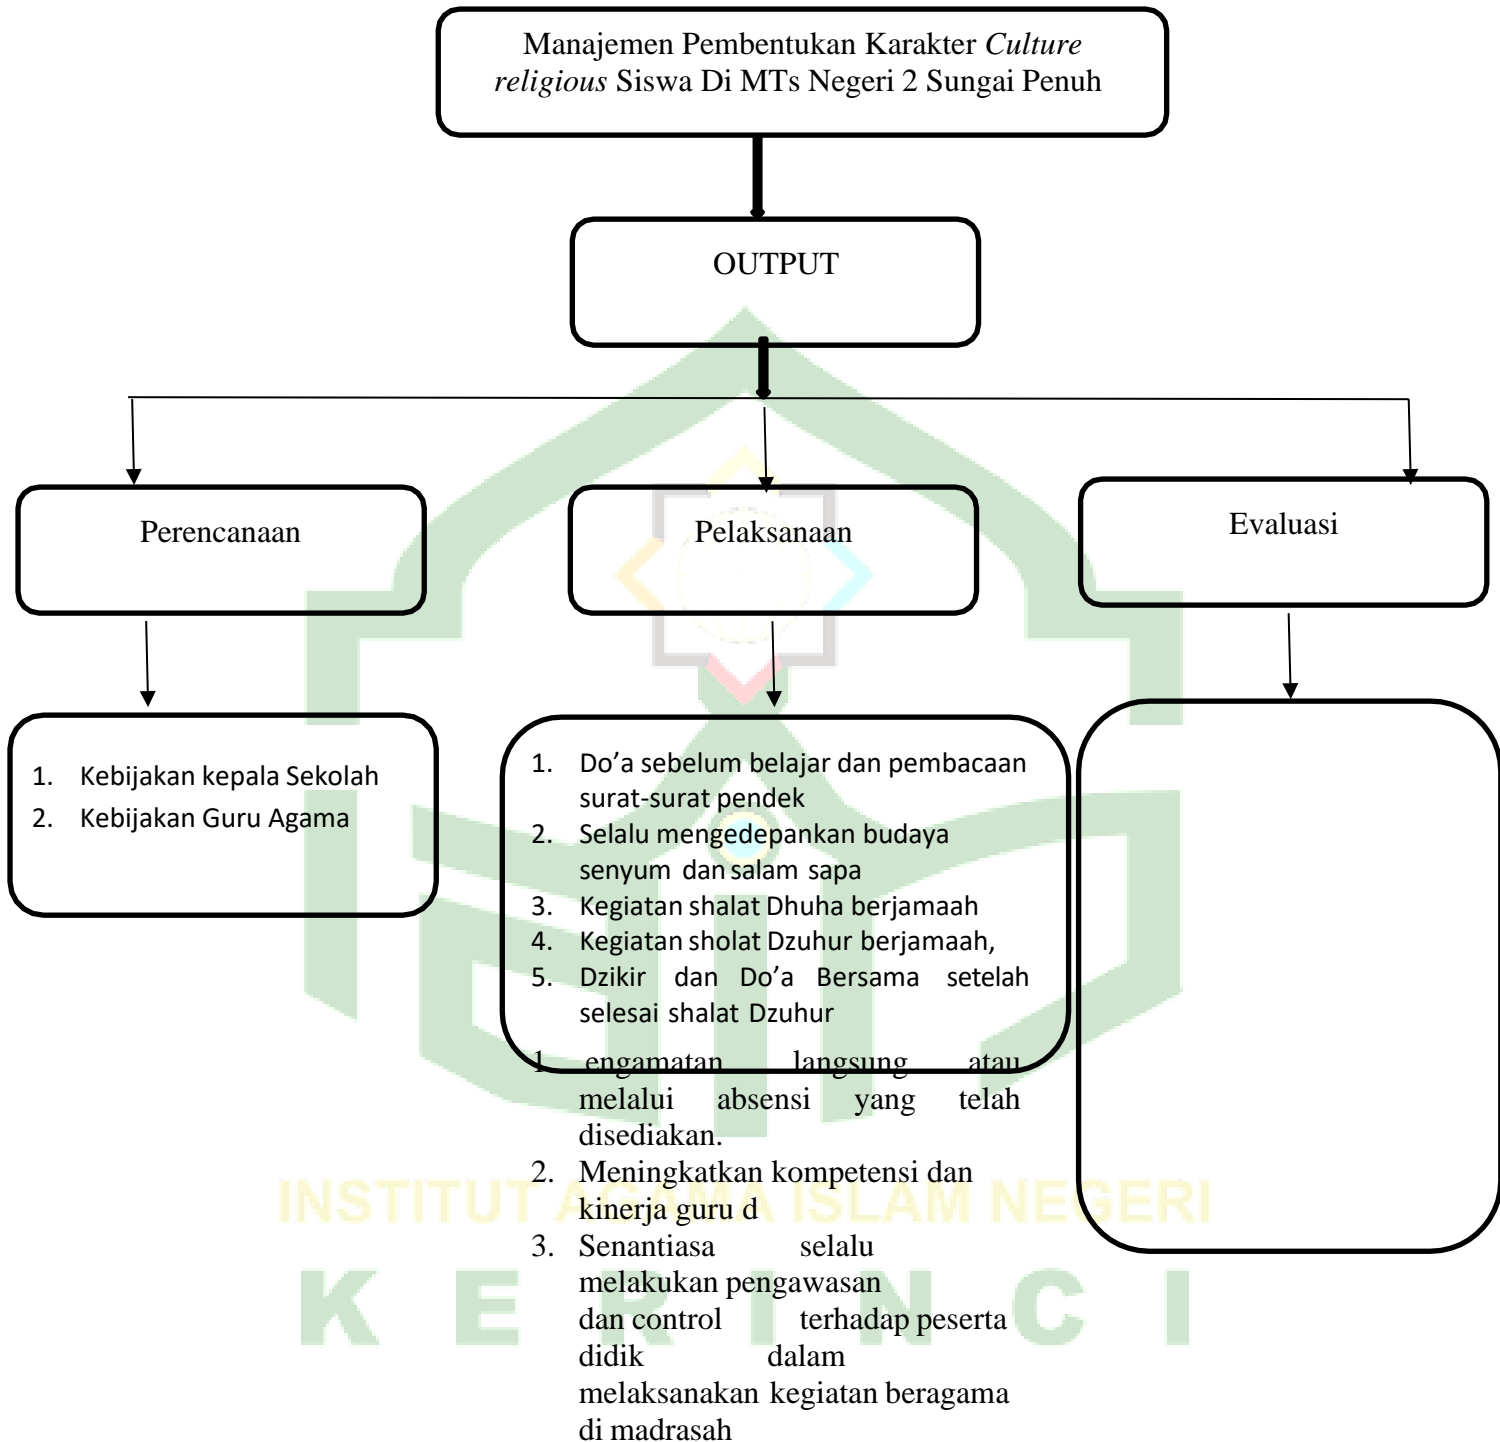 Manajemen Pembentukan Karakter Culture
religious Siswa Di MTs Negeri 2 Sungai Penuh
OUTPUT
Perencanaan
Pelaksanaan
Evaluasi
1. Kebijakan kepala Sekolah
2. Kebijakan Guru Agama
1. Do’a sebelum belajar dan pembacaan
surat-surat pendek
2. Selalu mengedepankan budaya
senyum dan salam sapa
3. Kegiatan shalat Dhuha berjamaah
4. Kegiatan sholat Dzuhur berjamaah,
5. Dzikir dan Do’a Bersama setelah
selesai shalat Dzuhur
1 engamatan langsung atau
melalui absensi yang telah
disediakan.
2. Meningkatkan kompetensi dan
kinerja guru d
3. Senantiasa selalu
melakukan pengawasan
dan control terhadap peserta
didik dalam
melaksanakan kegiatan beragama
di madrasah
INSTITUT AGAMA ISLAM NEGERI
KERINCI